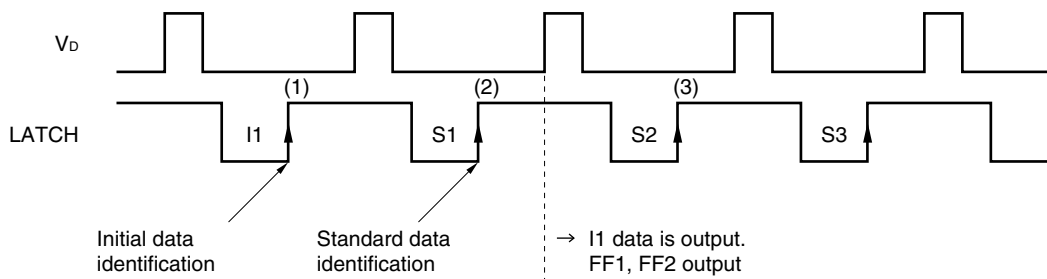 VD
(1)
(2)
(3)
LATCH
I1
S1
S2
S3
Initial data
identification
Standard data
identification
→ I1 data is output.
FF1, FF2 output